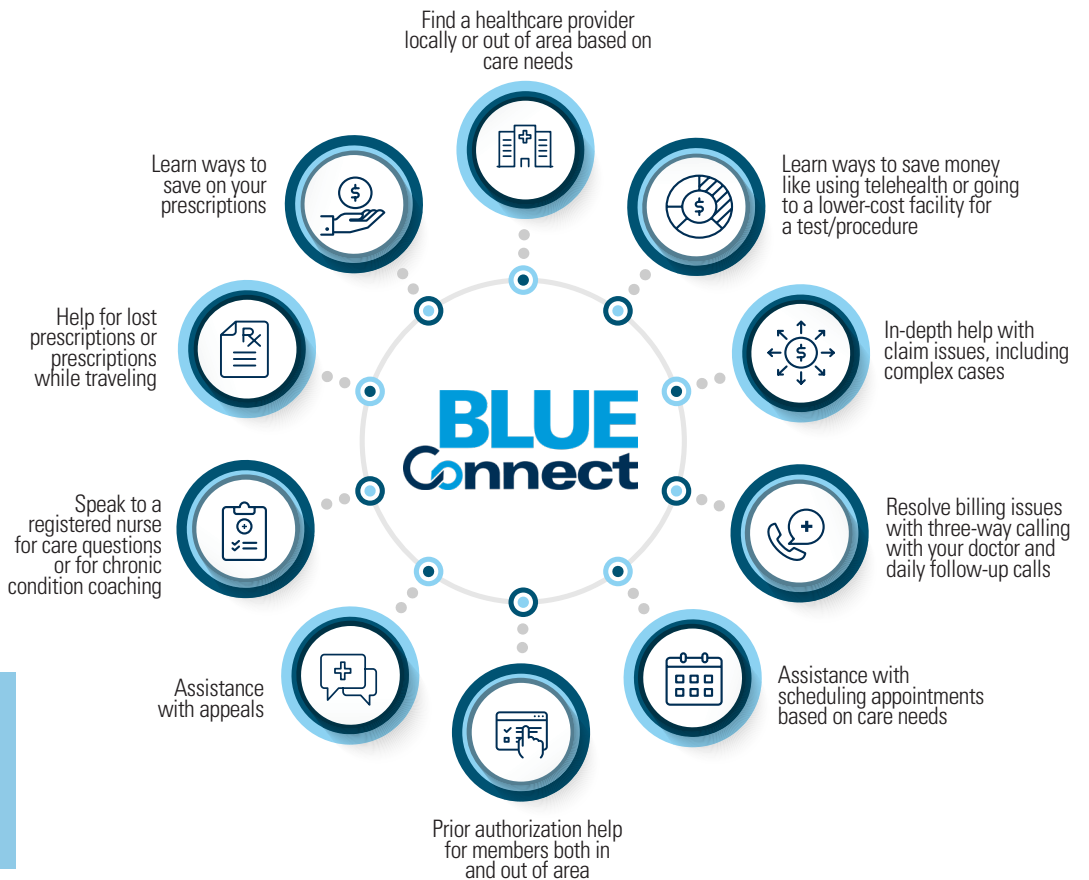 Find a healthcare provider
locally or out of area based on
care needs
Learn ways to save money
like using telehealth or going
to a lower-cost facility for
a test/procedure
In-depth help with
claim issues, including
complex cases
Resolve billing issues
with three-way calling
with your doctor and
daily follow-up calls
Assistance with
scheduling appointments
based on care needs
Prior authorization help
for members both in
and out of area
Assistance
with appeals
Speak to a
registered nurse
for care questions
or for chronic
condition coaching
Help for lost
prescriptions or
prescriptions
while traveling
Learn ways to
save on your
prescriptions
BLUE
Connect
$
$
$
Rx